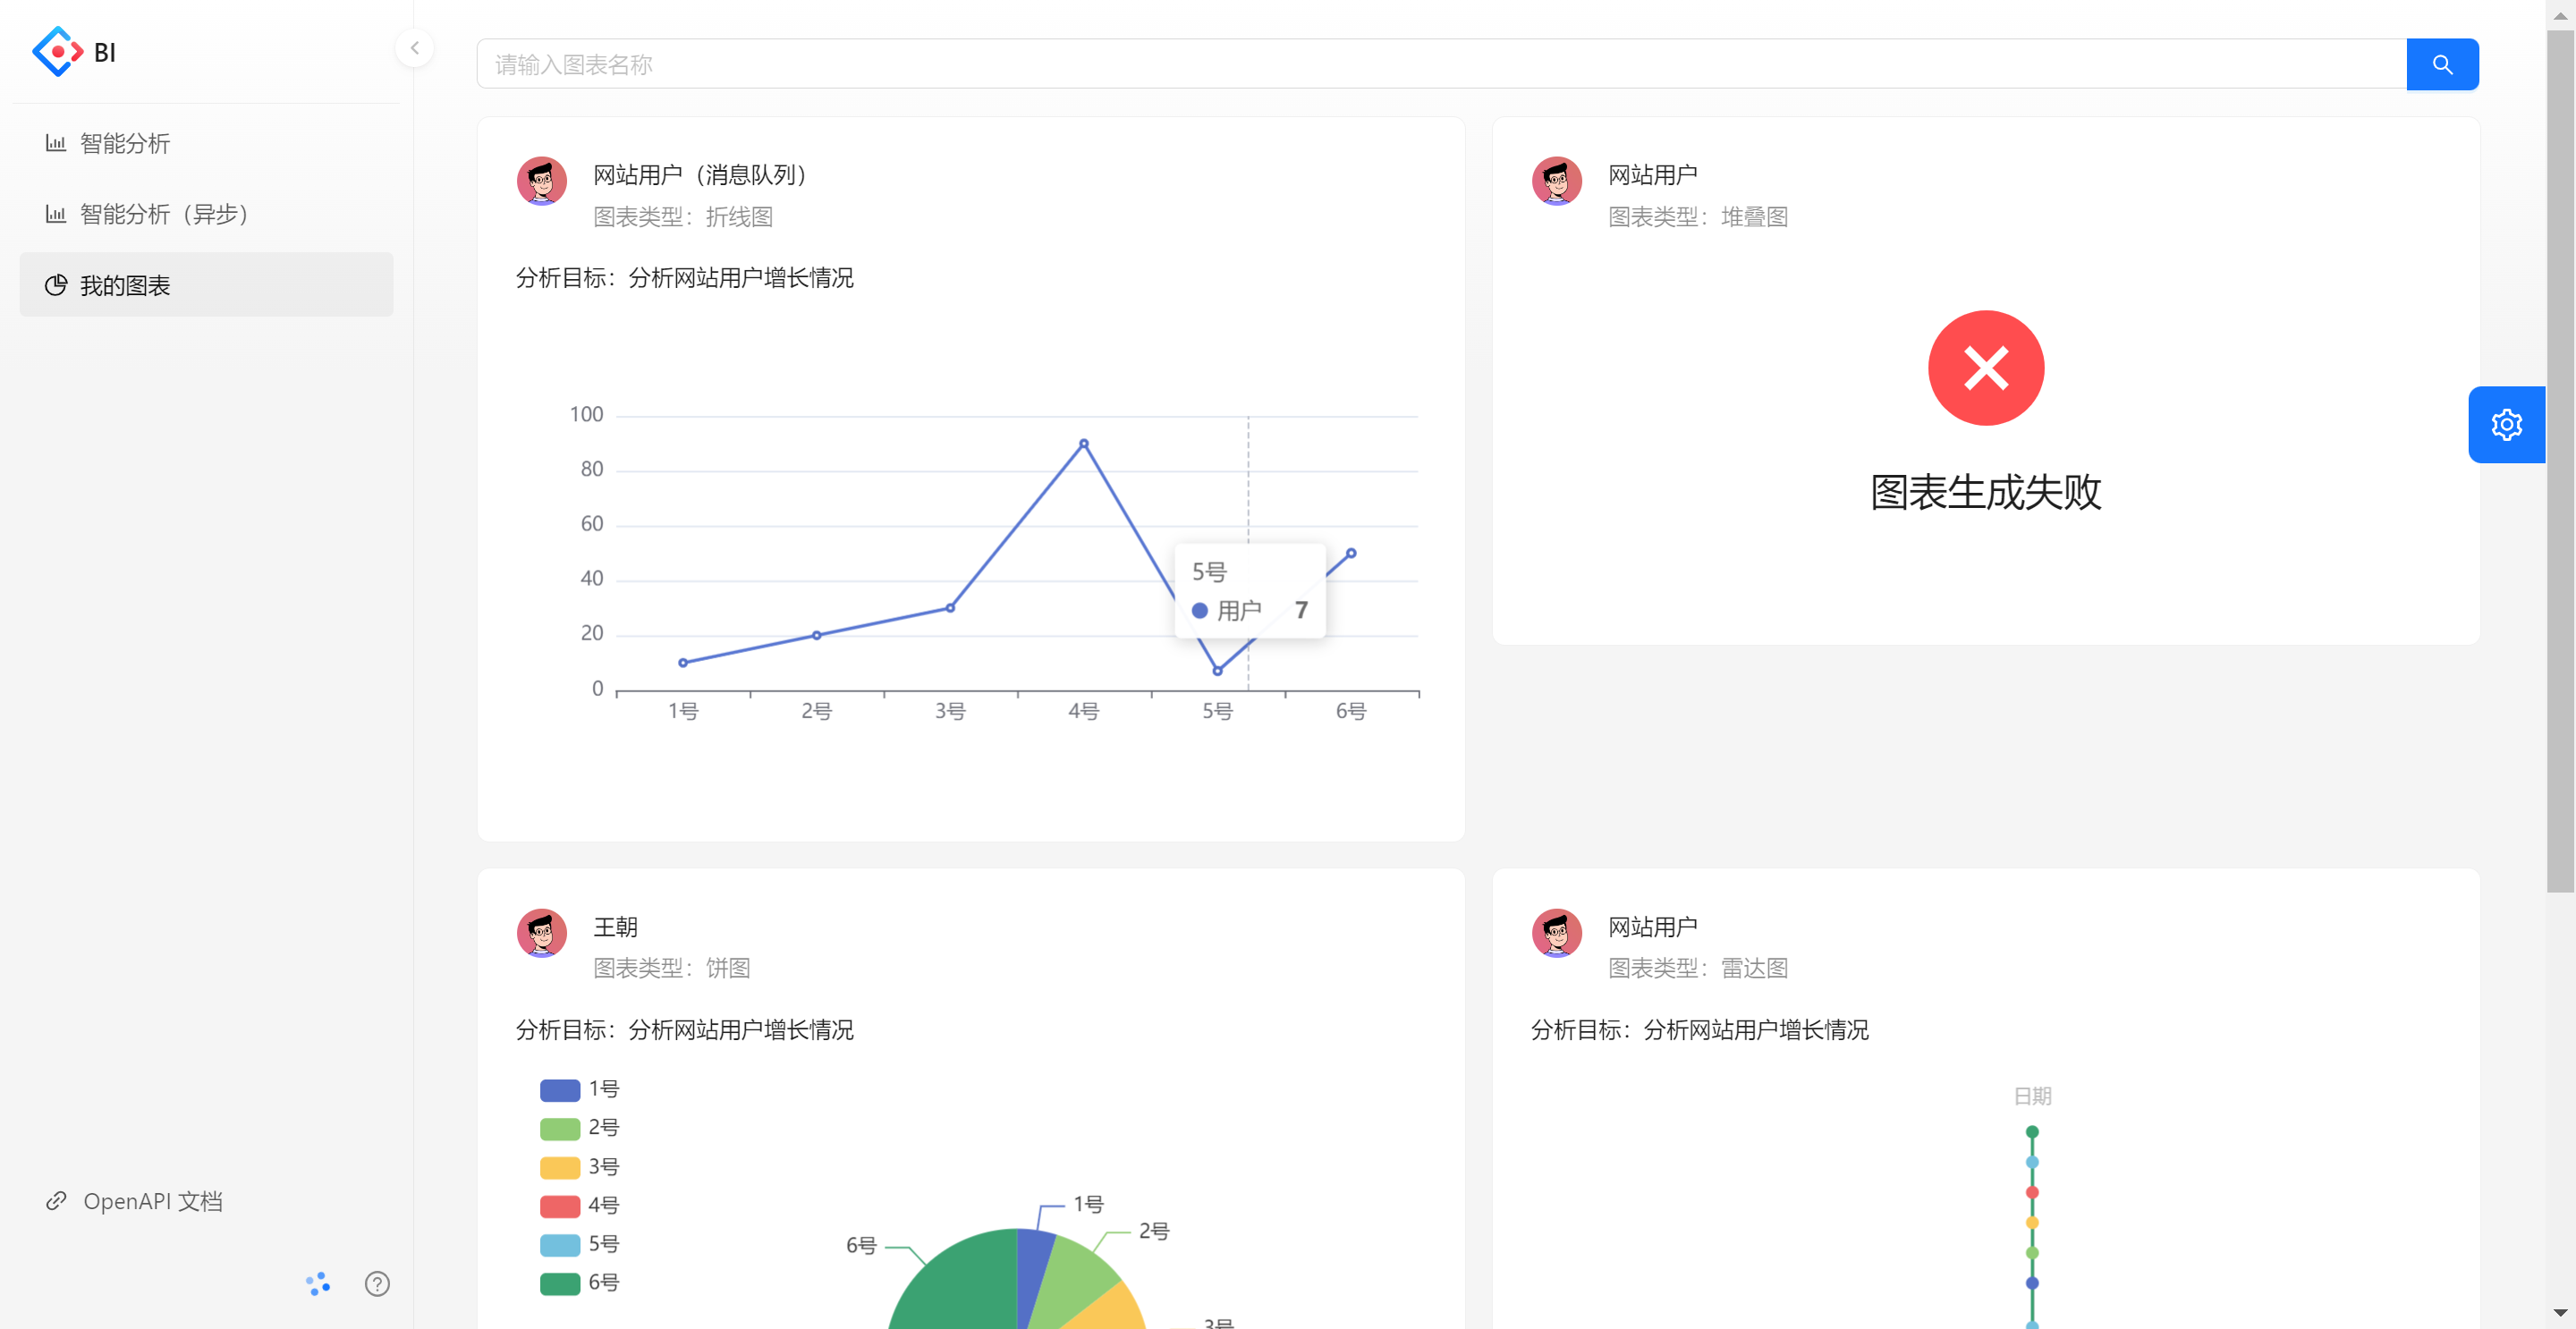 BI
智能分析
智能分析（异步）
我的图表
OpenAPI 文档
请输入图表名称
网站用户（消息队列）
图表类型：折线图
分析目标：分析网站用户增长情况
100
80
60
40
20
0
1号
2号
3号
4号
5号
6号
5号
用户 7
网站用户
图表类型：堆叠图
图表生成失败
王朝
图表类型：饼图
分析目标：分析网站用户增长情况
1号
2号
3号
4号
5号
6号
1号
2号
6号
3号
网站用户
图表类型：雷达图
分析目标：分析网站用户增长情况
日期